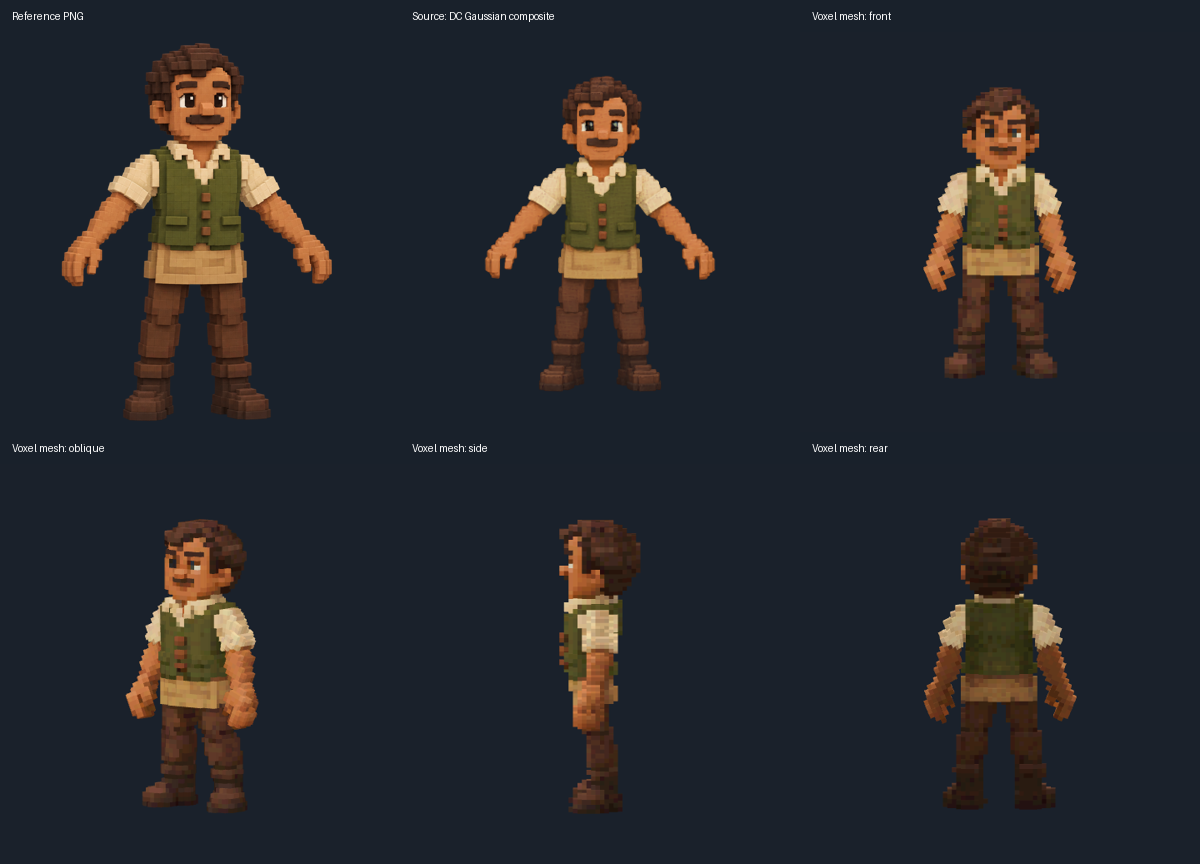 Reference PNG
Source: DC Gaussian composite
Voxel mesh: front
Voxel mesh: oblique
Voxel mesh: side
Voxel mesh: rear